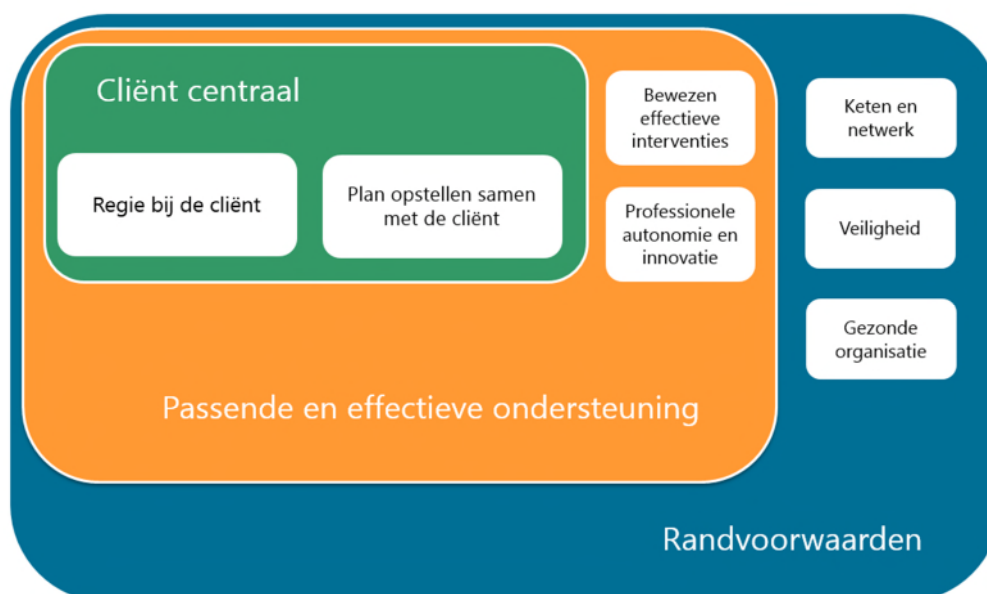 Cliënt centraal
Regie bij de cliënt
Plan opstellen samen
met de cliënt
Bewezen
effectieve
interventies
Professionele
autonomie en
innovatie
Passende en effectieve ondersteuning
Keten en
netwerk
Veiligheid
Gezonde
organisatie
Randvoorwaarden